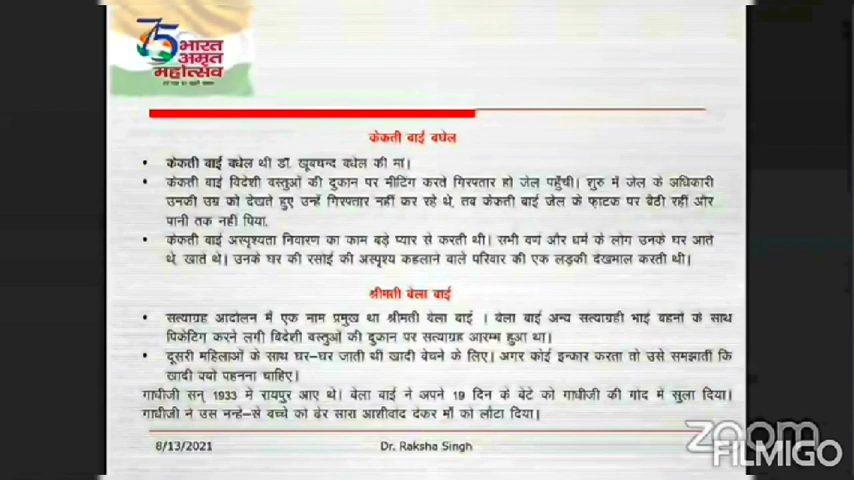 75
भारत
अमृत
महोत्सव
केकती बाई बघेल
• केकती बाई बघेल थी डॉ. खूबचन्द बघेल की मां।
• केकती बाई विदेशी वस्तुओं की दुकान पर मीटिंग करते गिरफ्तार हो जेल पहुँची। शुरु में जेल के अधिकारी
उनकी उम्र को देखते हुए उन्हें गिरफ्तार नहीं कर रहे थे, तब केकती बाई जेल के फाटक पर बैठी रहीं और
पानी तक नही पिया.
• केकती बाई अस्पृश्यता निवारण का काम बड़े प्यार से करती थी। सभी वर्ण और धर्म के लोग उनके घर आते
थे, खाते थे। उनके घर की रसोई की अस्पृश्य कहलाने वाले परिवार की एक लड़की देखभाल करती थी।
श्रीमती बेला बाई
• सत्याग्रह आंदोलन में एक नाम प्रमुख था श्रीमती बेला बाई । बेला बाई अन्य सत्याग्रही भाई बहनों के साथ
पिकेटिंग करने लगी विदेशी वस्तुओं की दुकान पर सत्याग्रह आरम्भ हुआ था।
• दूसरी महिलाओं के साथ घर–घर जाती थी खादी बेचने के लिए। अगर कोई इन्कार करता तो उसे समझाती कि
खादी क्यो पहनना चाहिए।
गांधीजी सन् 1933 में रायपुर आए थे। बेला बाई ने अपने 19 दिन के बेटे को गांधीजी की गोद में सुला दिया।
गांधीजी ने उस नन्हे–से बच्चे को ढेर सारा आशीर्वाद देकर माँ को लौटा दिया।
8/13/2021
Dr. Raksha Singh
zoom
FILMIGO